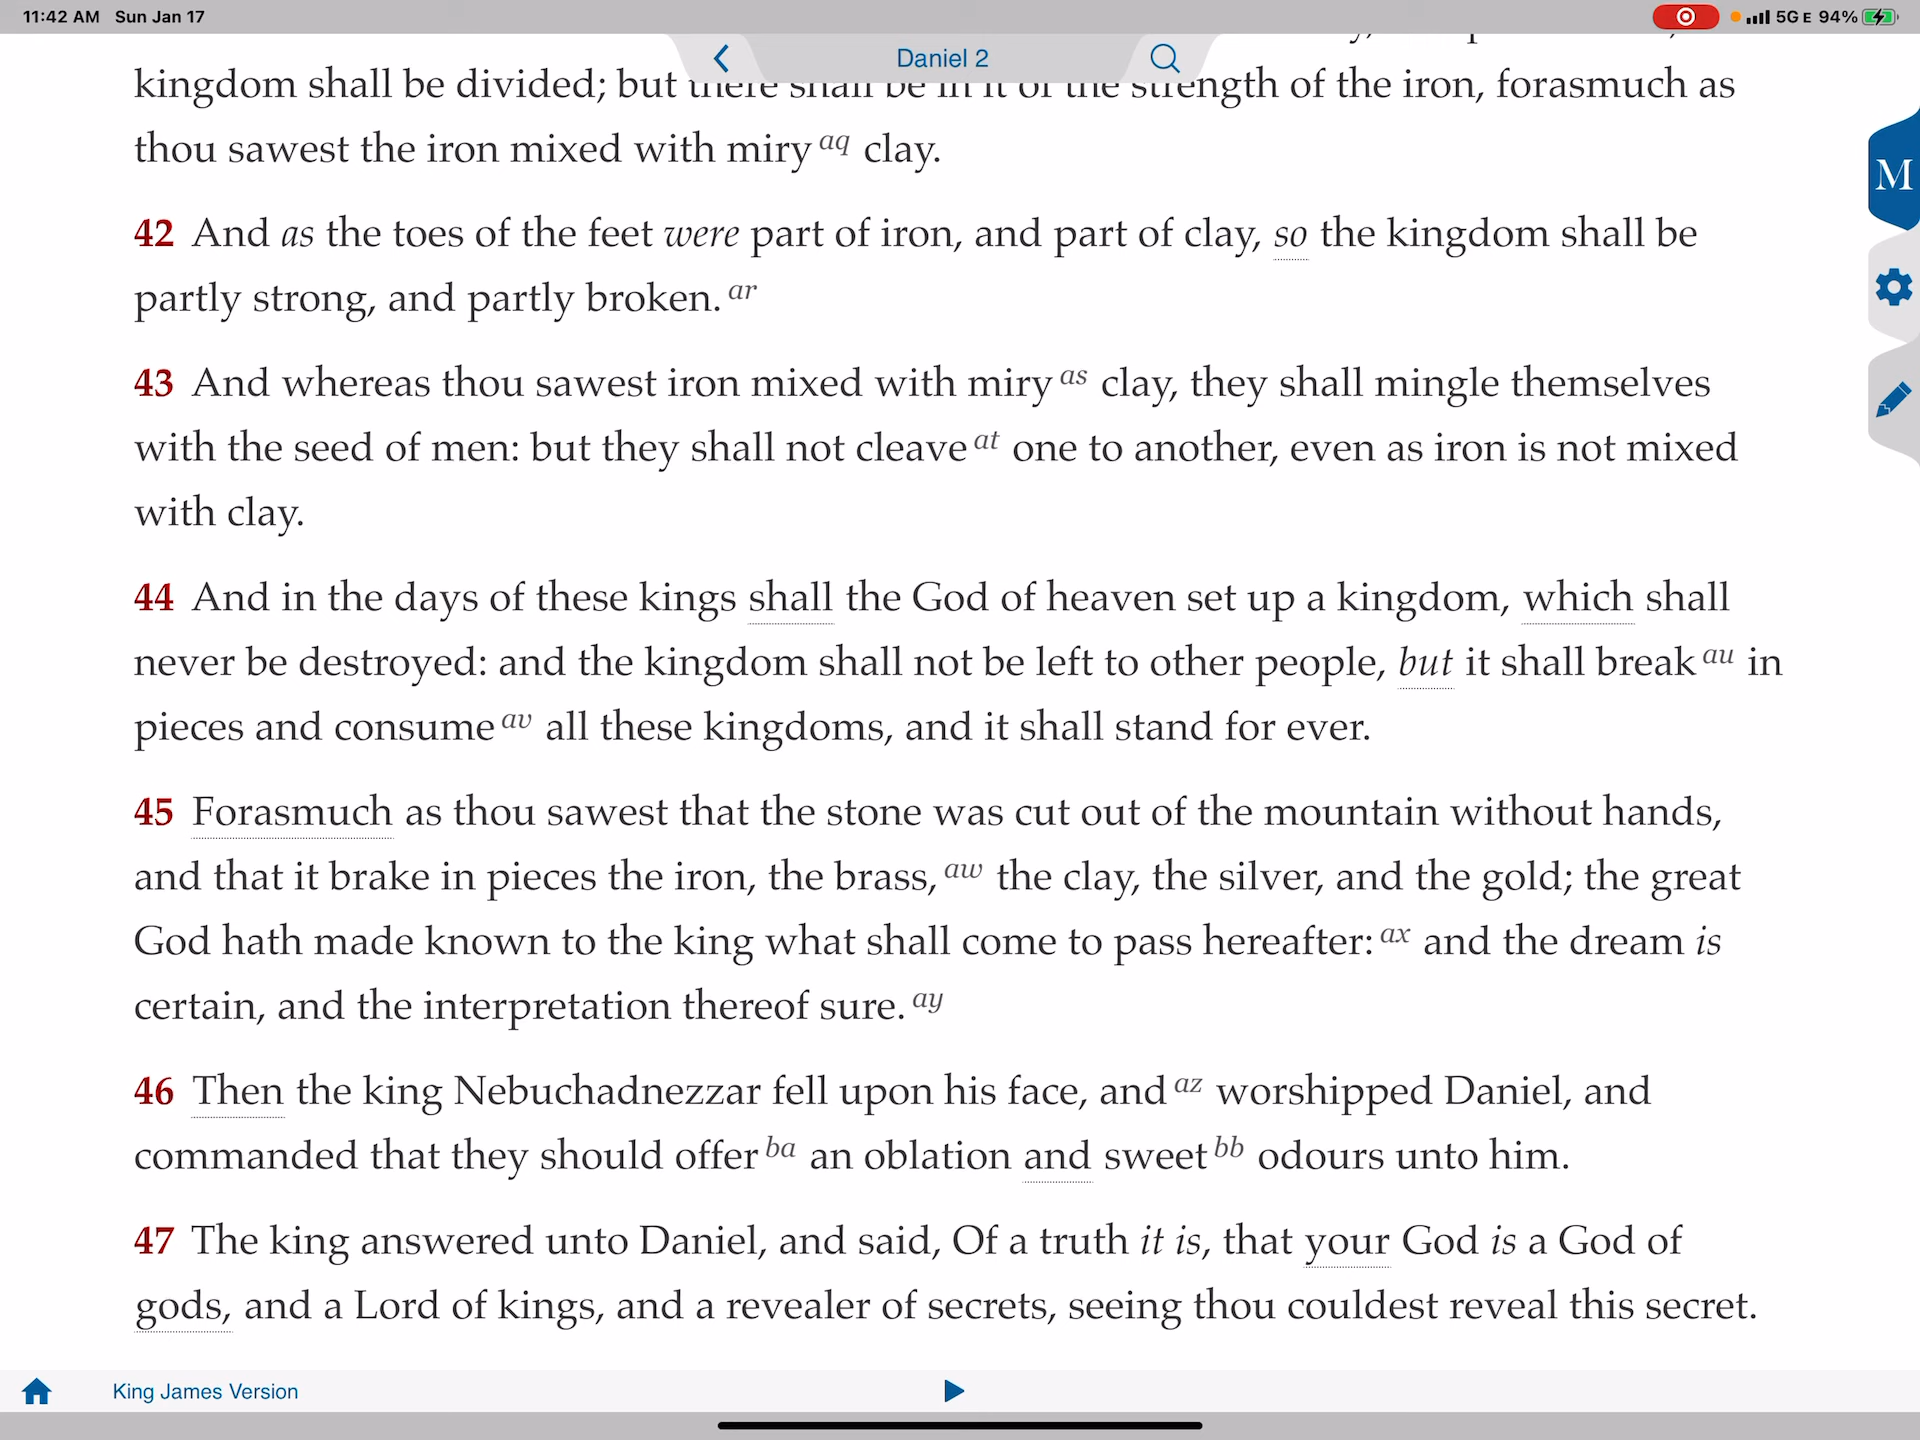 11:42 AM Sun Jan 17
5G E 94%
Daniel 2
kingdom shall be divided; but there shall be in it of the strength of the iron, forasmuch as
thou sawest the iron mixed with miry aq clay.
M
42 And as the toes of the feet were part of iron, and part of clay, so the kingdom shall be
partly strong, and partly broken. ar
43 And whereas thou sawest iron mixed with miry as clay, they shall mingle themselves
with the seed of men: but they shall not cleave at one to another, even as iron is not mixed
with clay.
44 And in the days of these kings shall the God of heaven set up a kingdom, which shall
never be destroyed: and the kingdom shall not be left to other people, but it shall break au in
pieces and consume av all these kingdoms, and it shall stand for ever.
45 Forasmuch as thou sawest that the stone was cut out of the mountain without hands,
and that it brake in pieces the iron, the brass, aw the clay, the silver, and the gold; the great
God hath made known to the king what shall come to pass hereafter: ax and the dream is
certain, and the interpretation thereof sure. ay
46 Then the king Nebuchadnezzar fell upon his face, and az worshipped Daniel, and
commanded that they should offer ba an oblation and sweet bb odours unto him.
47 The king answered unto Daniel, and said, Of a truth it is, that your God is a God of
gods, and a Lord of kings, and a revealer of secrets, seeing thou couldest reveal this secret.
King James Version